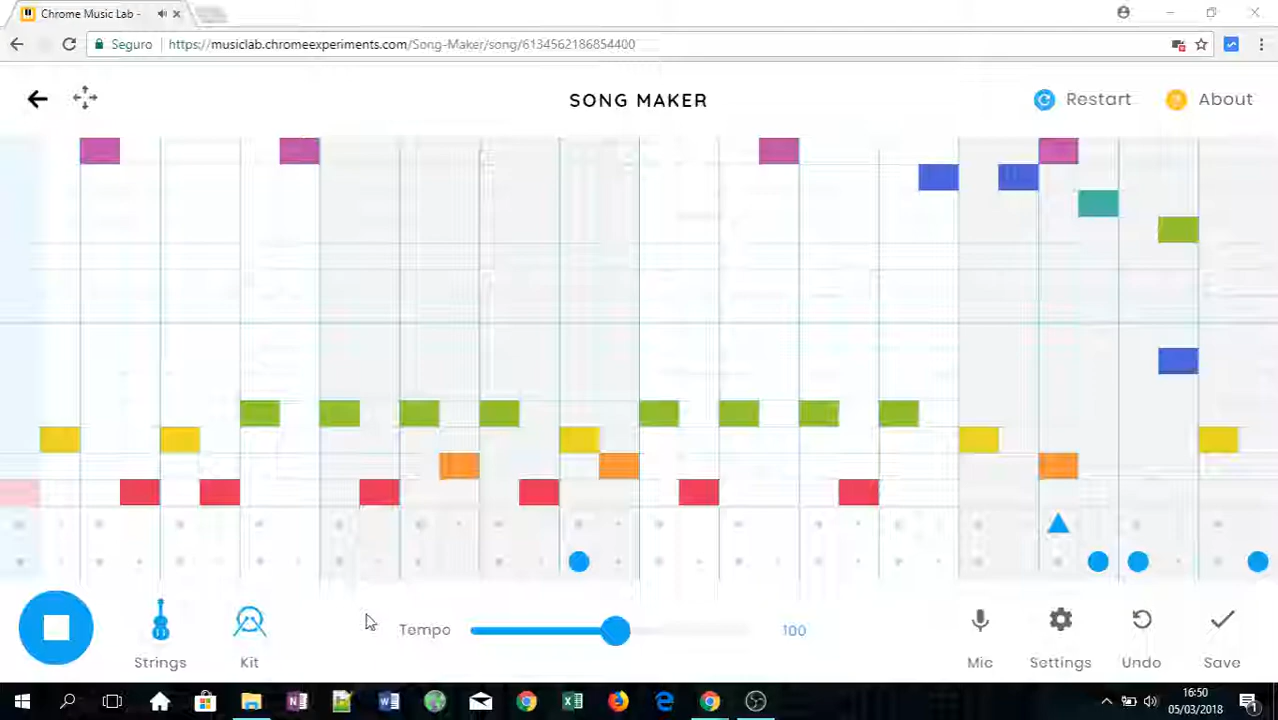 Chrome Music Lab -
Seguro
https://musiclab.chromeexperiments.com/Song-Maker/song/6134562186854400
SONG MAKER
Restart
About
Strings
Kit
Tempo
100
Mic
Settings
Undo
Save
16:50
05/03/2018